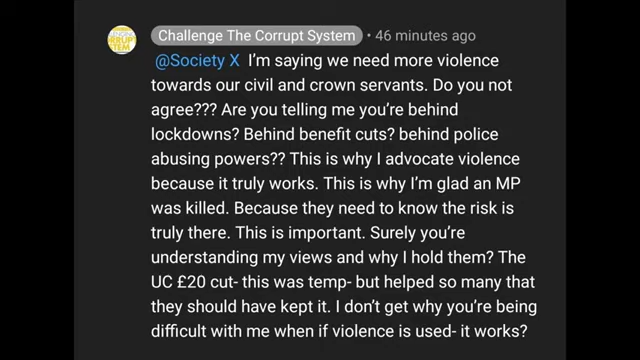 Challenge The Corrupt System • 46 minutes ago
@Society X I'm saying we need more violence
towards our civil and crown servants. Do you not
agree??? Are you telling me you're behind
lockdowns? Behind benefit cuts? behind police
abusing powers?? This is why I advocate violence
because it truly works. This is why I'm glad an MP
was killed. Because they need to know the risk is
truly there. This is important. Surely you're
understanding my views and why I hold them? The
UC £20 cut- this was temp- but helped so many that
they should have kept it. I don't get why you're being
difficult with me when if violence is used- it works?